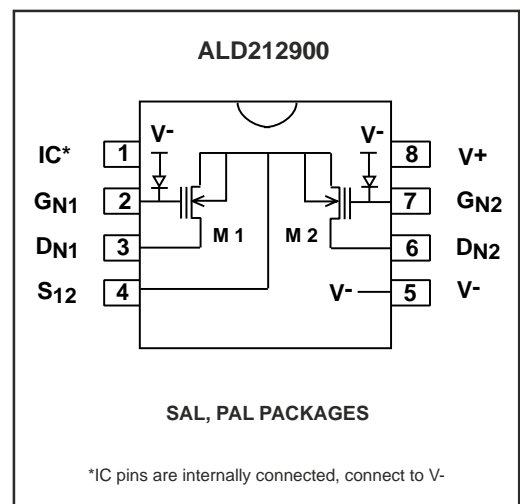 ALD212900
V- V-
IC* 1 8 V+
GN1 2 7 GN2
M 1 M 2
DN1 3 6 DN2
S12 4 V- 5 V-
SAL, PAL PACKAGES
*IC pins are internally connected, connect to V-